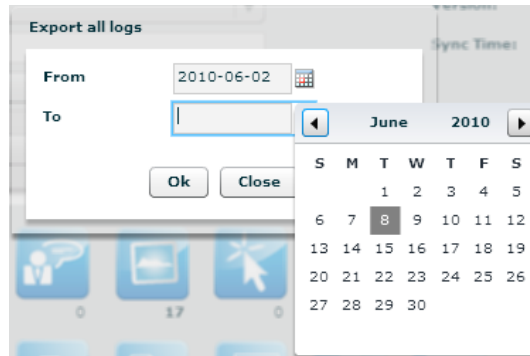 Version:
Export all logs
Sync Time:
From 2010-06-02
To
June 2010
S M T W T F S
1 2 3 4 5
6 7 8 9 10 11 12
Ok Close
13 14 15 16 17 18 19
20 21 22 23 24 25 26
27 28 29 30
0 17 0